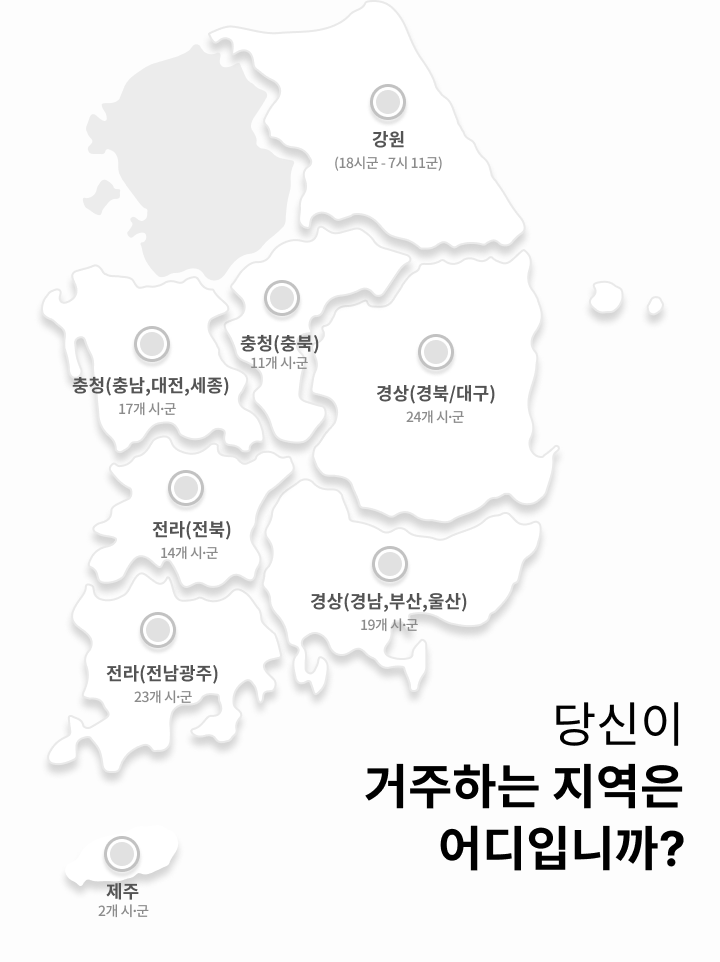 강원
(18시군 - 7시 11군)
충청(충북)
11개 시·군
충청(충남,대전,세종)
17개 시·군
경상(경북/대구)
24개 시·군
전라(전북)
14개 시·군
경상(경남,부산,울산)
19개 시·군
전라(전남광주)
23개 시·군
당신이
거주하는 지역은
어디입니까?
제주
2개 시·군